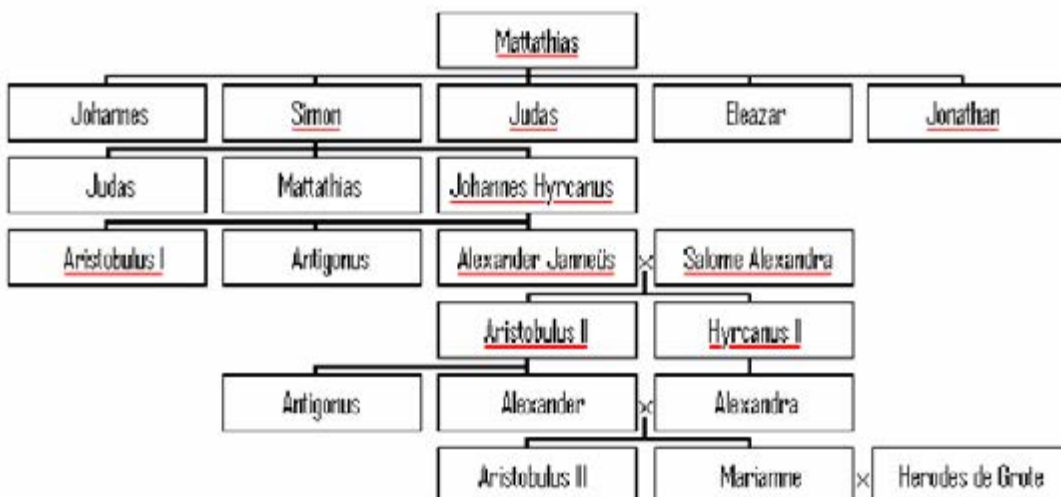 Mattathias
Johannes Simon Judas Eleazar Jonathan
Judas Mattathias Johannes Hyrcanus
Aristobulus I Antigonus Alexander Janneüs × Salome Alexandra
Aristobulus II Hyrcanus II
Antigonus Alexander × Alexandra
Aristobulus III Mariamne × Herodes de Grote